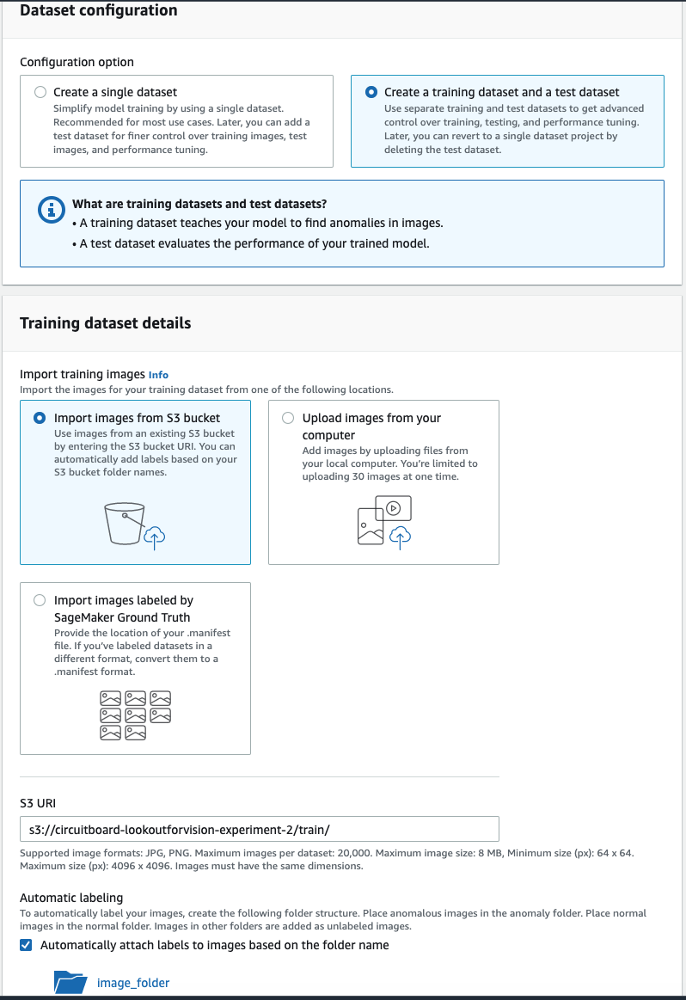 Dataset configuration
Configuration option
Create a single dataset
Simplify model training by using a single dataset.
Recommended for most use cases. Later, you can add a
test dataset for finer control over training images, test
images, and performance tuning.
Create a training dataset and a test dataset
Use separate training and test datasets to get advanced
control over training, testing, and performance tuning.
Later, you can revert to a single dataset project by
deleting the test dataset.
What are training datasets and test datasets?
• A training dataset teaches your model to find anomalies in images.
• A test dataset evaluates the performance of your trained model.
Training dataset details
Import training images Info
Import the images for your training dataset from one of the following locations.
Import images from S3 bucket
Use images from an existing S3 bucket
by entering the S3 bucket URI. You can
automatically add labels based on your
S3 bucket folder names.
Upload images from your
computer
Add images by uploading files from
your local computer. You're limited to
uploading 30 images at one time.
Import images labeled by
SageMaker Ground Truth
Provide the location of your .manifest
file. If you've labeled datasets in a
different format, convert them to a
.manifest format.
S3 URI
s3://circuitboard-lookoutforvision-experiment-2/train/
Supported image formats: JPG, PNG. Maximum images per dataset: 20,000. Maximum image size: 8 MB, Minimum size (px): 64 x 64.
Maximum size (px): 4096 x 4096. Images must have the same dimensions.
Automatic labeling
To automatically label your images, create the following folder structure. Place anomalous images in the anomaly folder. Place normal
images in the normal folder. Images in other folders are added as unlabeled images.
Automatically attach labels to images based on the folder name
image_folder